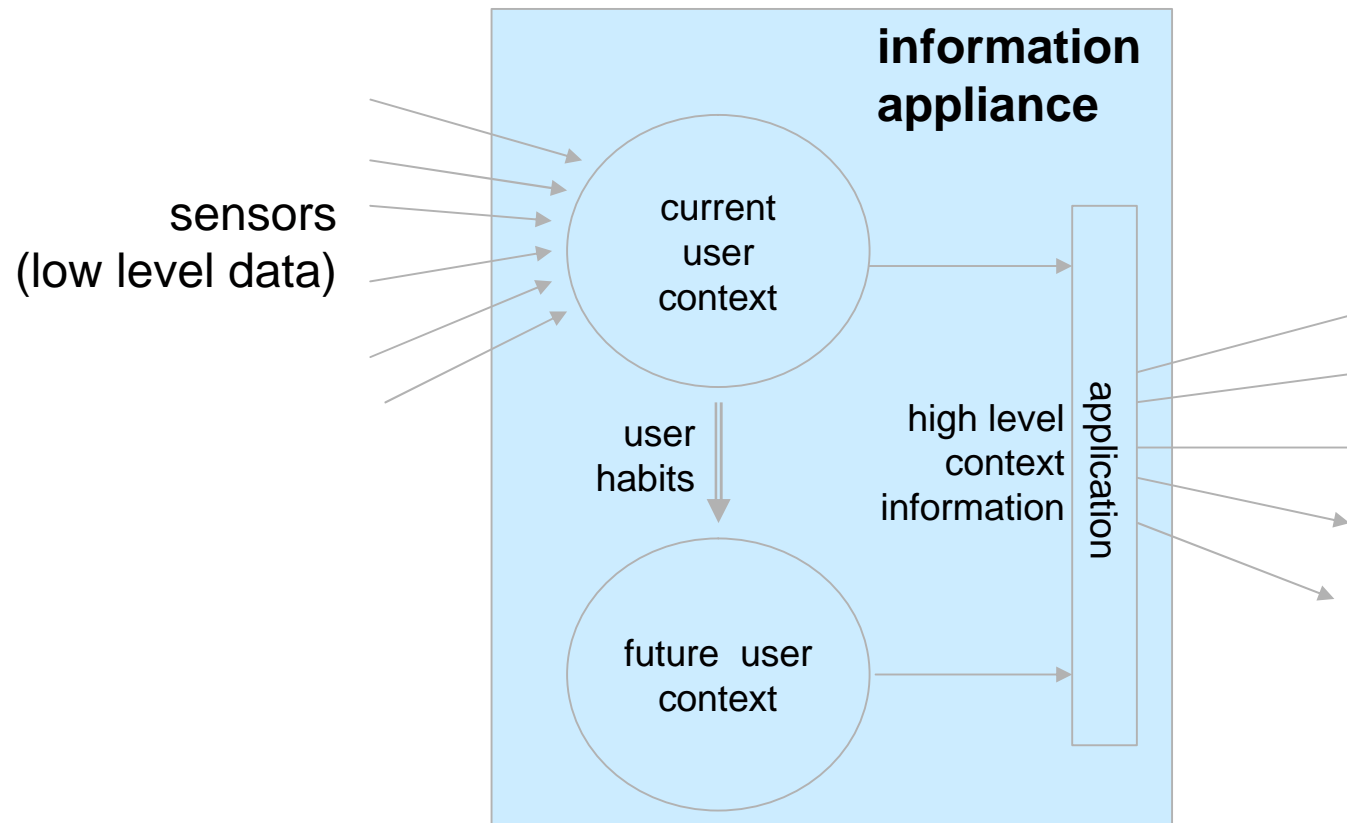 information
appliance
sensors
(low level data)
current
user
context
user
habits
high level
context
information
application
future user
context